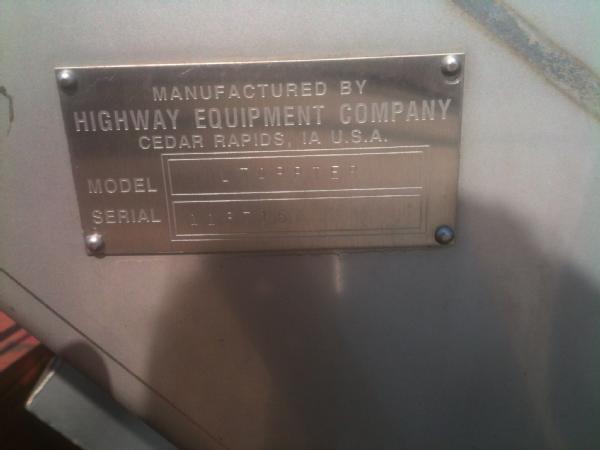 MANUFACTURED BY
HIGHWAY EQUIPMENT COMPANY
CEDAR RAPIDS, IA U.S.A.
MODEL
SERIAL